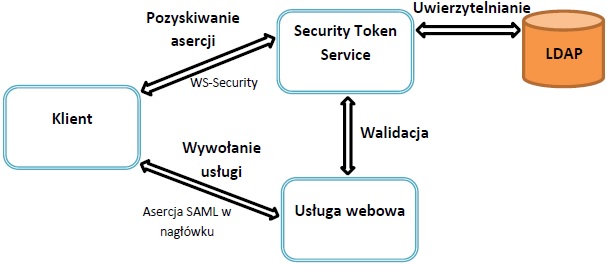 Pozyskiwanie
asercji
WS-Security
Security Token
Service
Uwierzytelnianie
LDAP
Klient
Walidacja
Wywołanie
usługi
Asercja SAML w
nagłówku
Usługa webowa